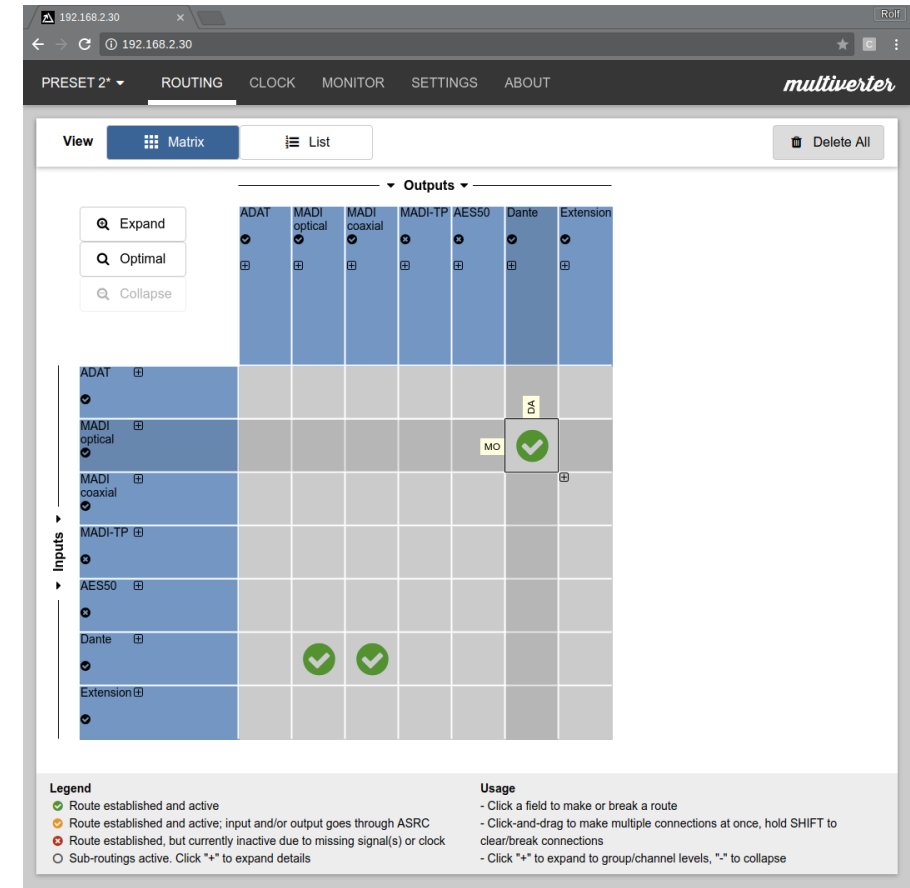 192.168.2.30 ×
Rolf
192.168.2.30 C
PRESET 2* ROUTING CLOCK MONITOR SETTINGS ABOUT multiverter
View Matrix List Delete All
Outputs
Expand
Optimal
Collapse
ADAT MADI optical MADI coaxial MADI-TP AES50 Dante Extension
Inputs
ADAT
DA
MADI
optical
MO
MADI
coaxial
MADI-TP
AES50
Dante
Extension
Legend
Route established and active
Route established and active; input and/or output goes through ASRC
Route established, but currently inactive due to missing signal(s) or clock
Sub-routings active. Click "+" to expand details
Usage
- Click a field to make or break a route
- Click-and-drag to make multiple connections at once, hold SHIFT to
clear/break connections
- Click "+" to expand to group/channel levels, "-" to collapse